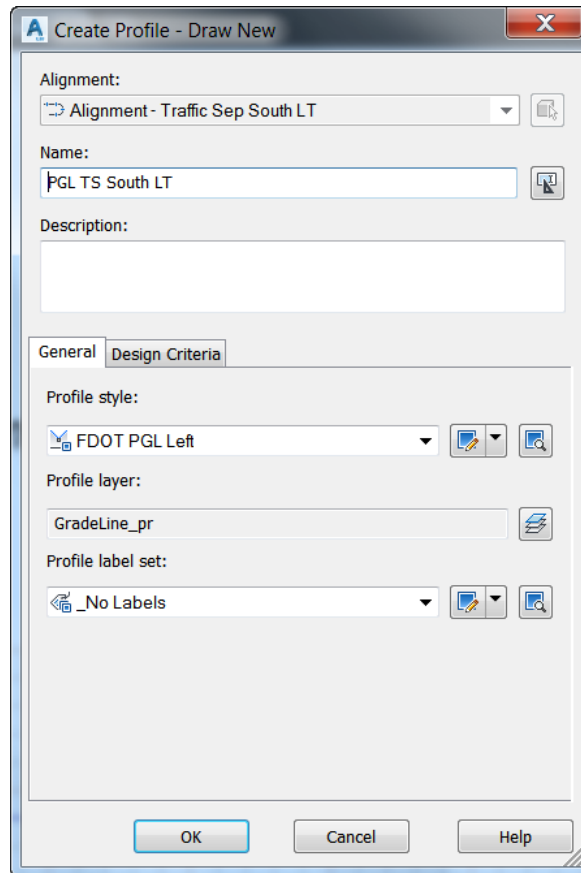 Create Profile - Draw New
Alignment:
Alignment - Traffic Sep South LT
Name:
PGL TS South LT
Description:
General Design Criteria
Profile style:
FDOT PGL Left
Profile layer:
GradeLine_pr
Profile label set:
_No Labels
OK Cancel Help